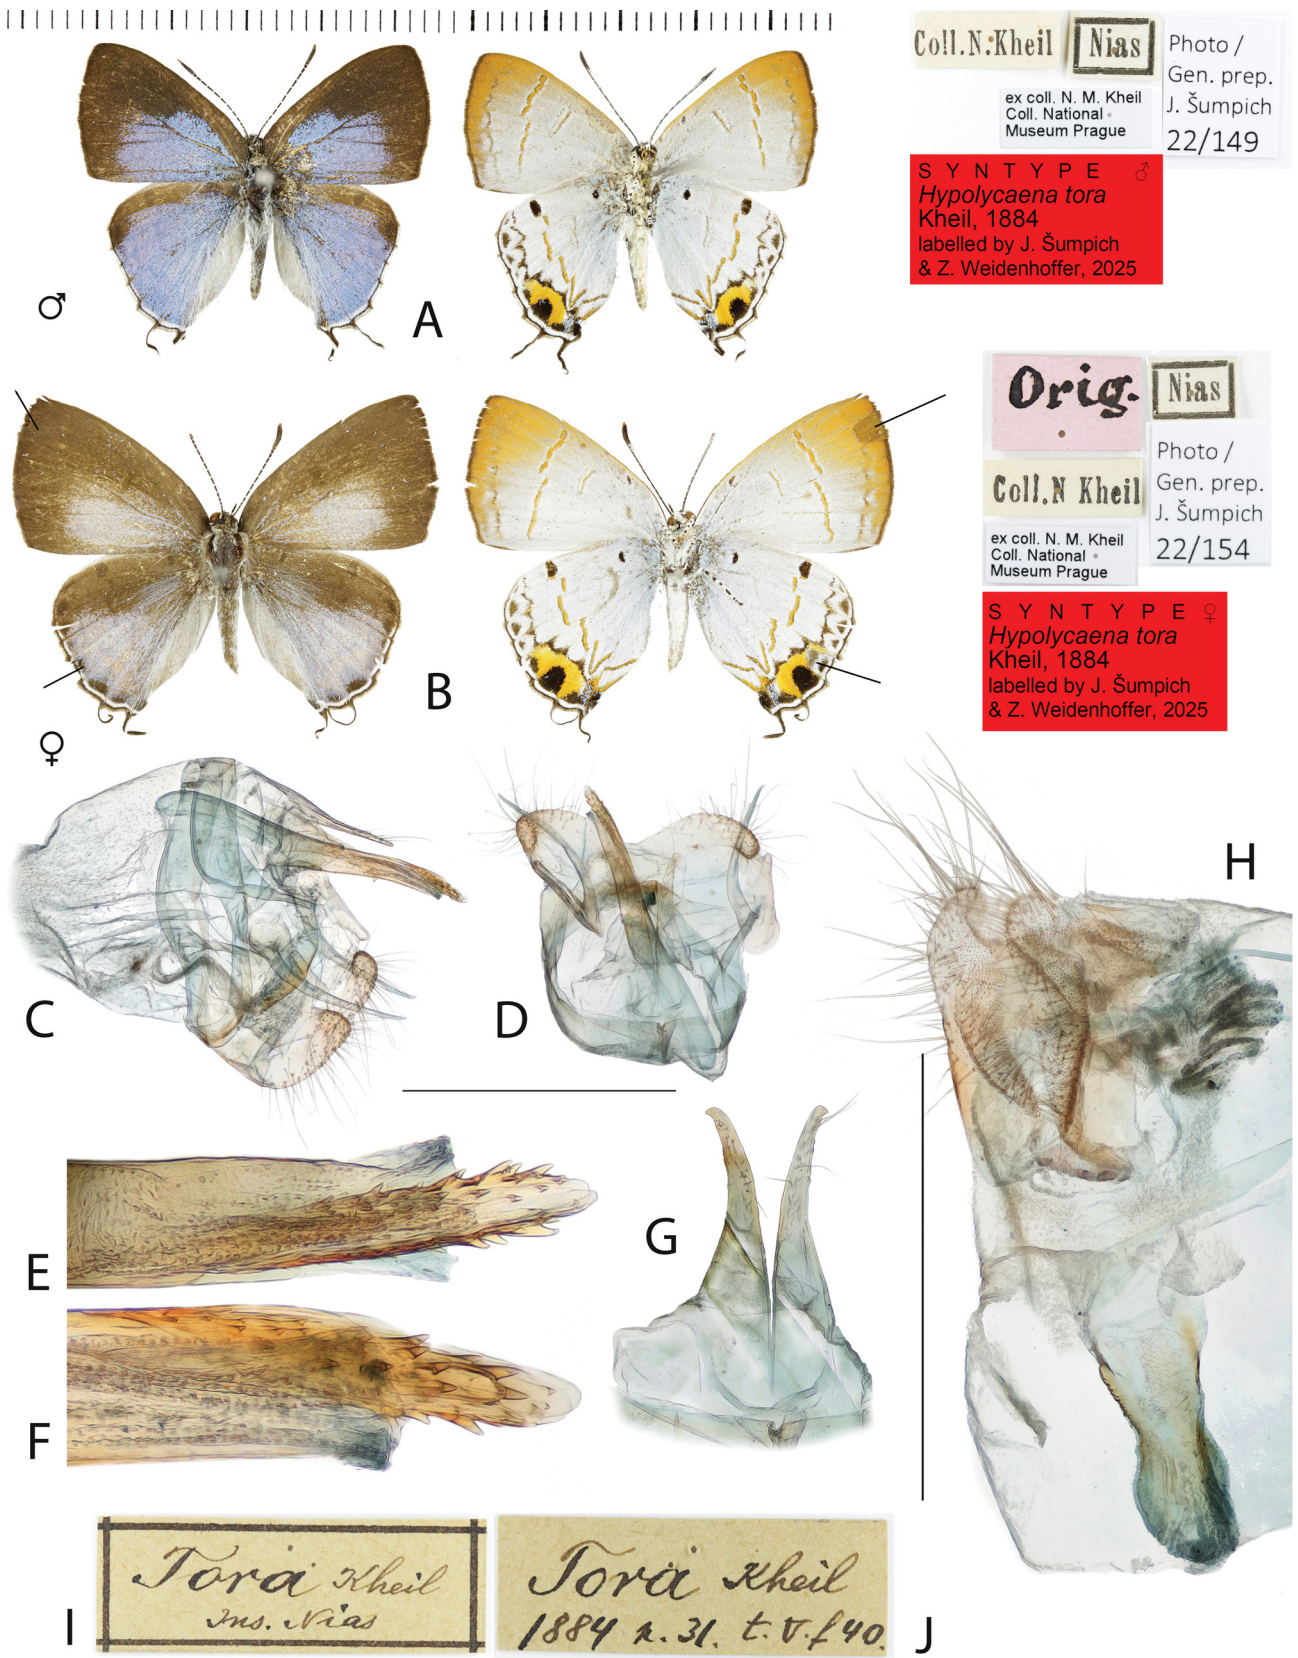 Coll.N.Kheil
Nias
Photo /
Gen. prep.
J. Šumpich
22/149
ex coll. N. M. Kheil
Coll. National
Museum Prague
SYNTYPE ♂
Hypolycaena tora
Kheil, 1884
labelled by J. Šumpich
& Z. Weidenhoffer, 2025
♂
A
Orig.
Nias
Photo /
Gen. prep.
J. Šumpich
22/154
Coll.N Kheil
ex coll. N. M. Kheil
Coll. National
Museum Prague
SYNTYPE ♀
Hypolycaena tora
Kheil, 1884
labelled by J. Šumpich
& Z. Weidenhoffer, 2025
B
♀
C
D
H
E
G
F
I
Tora Kheil
Ins. Nias
Tora Kheil
1884 n. 31. t. V. f 40.
J